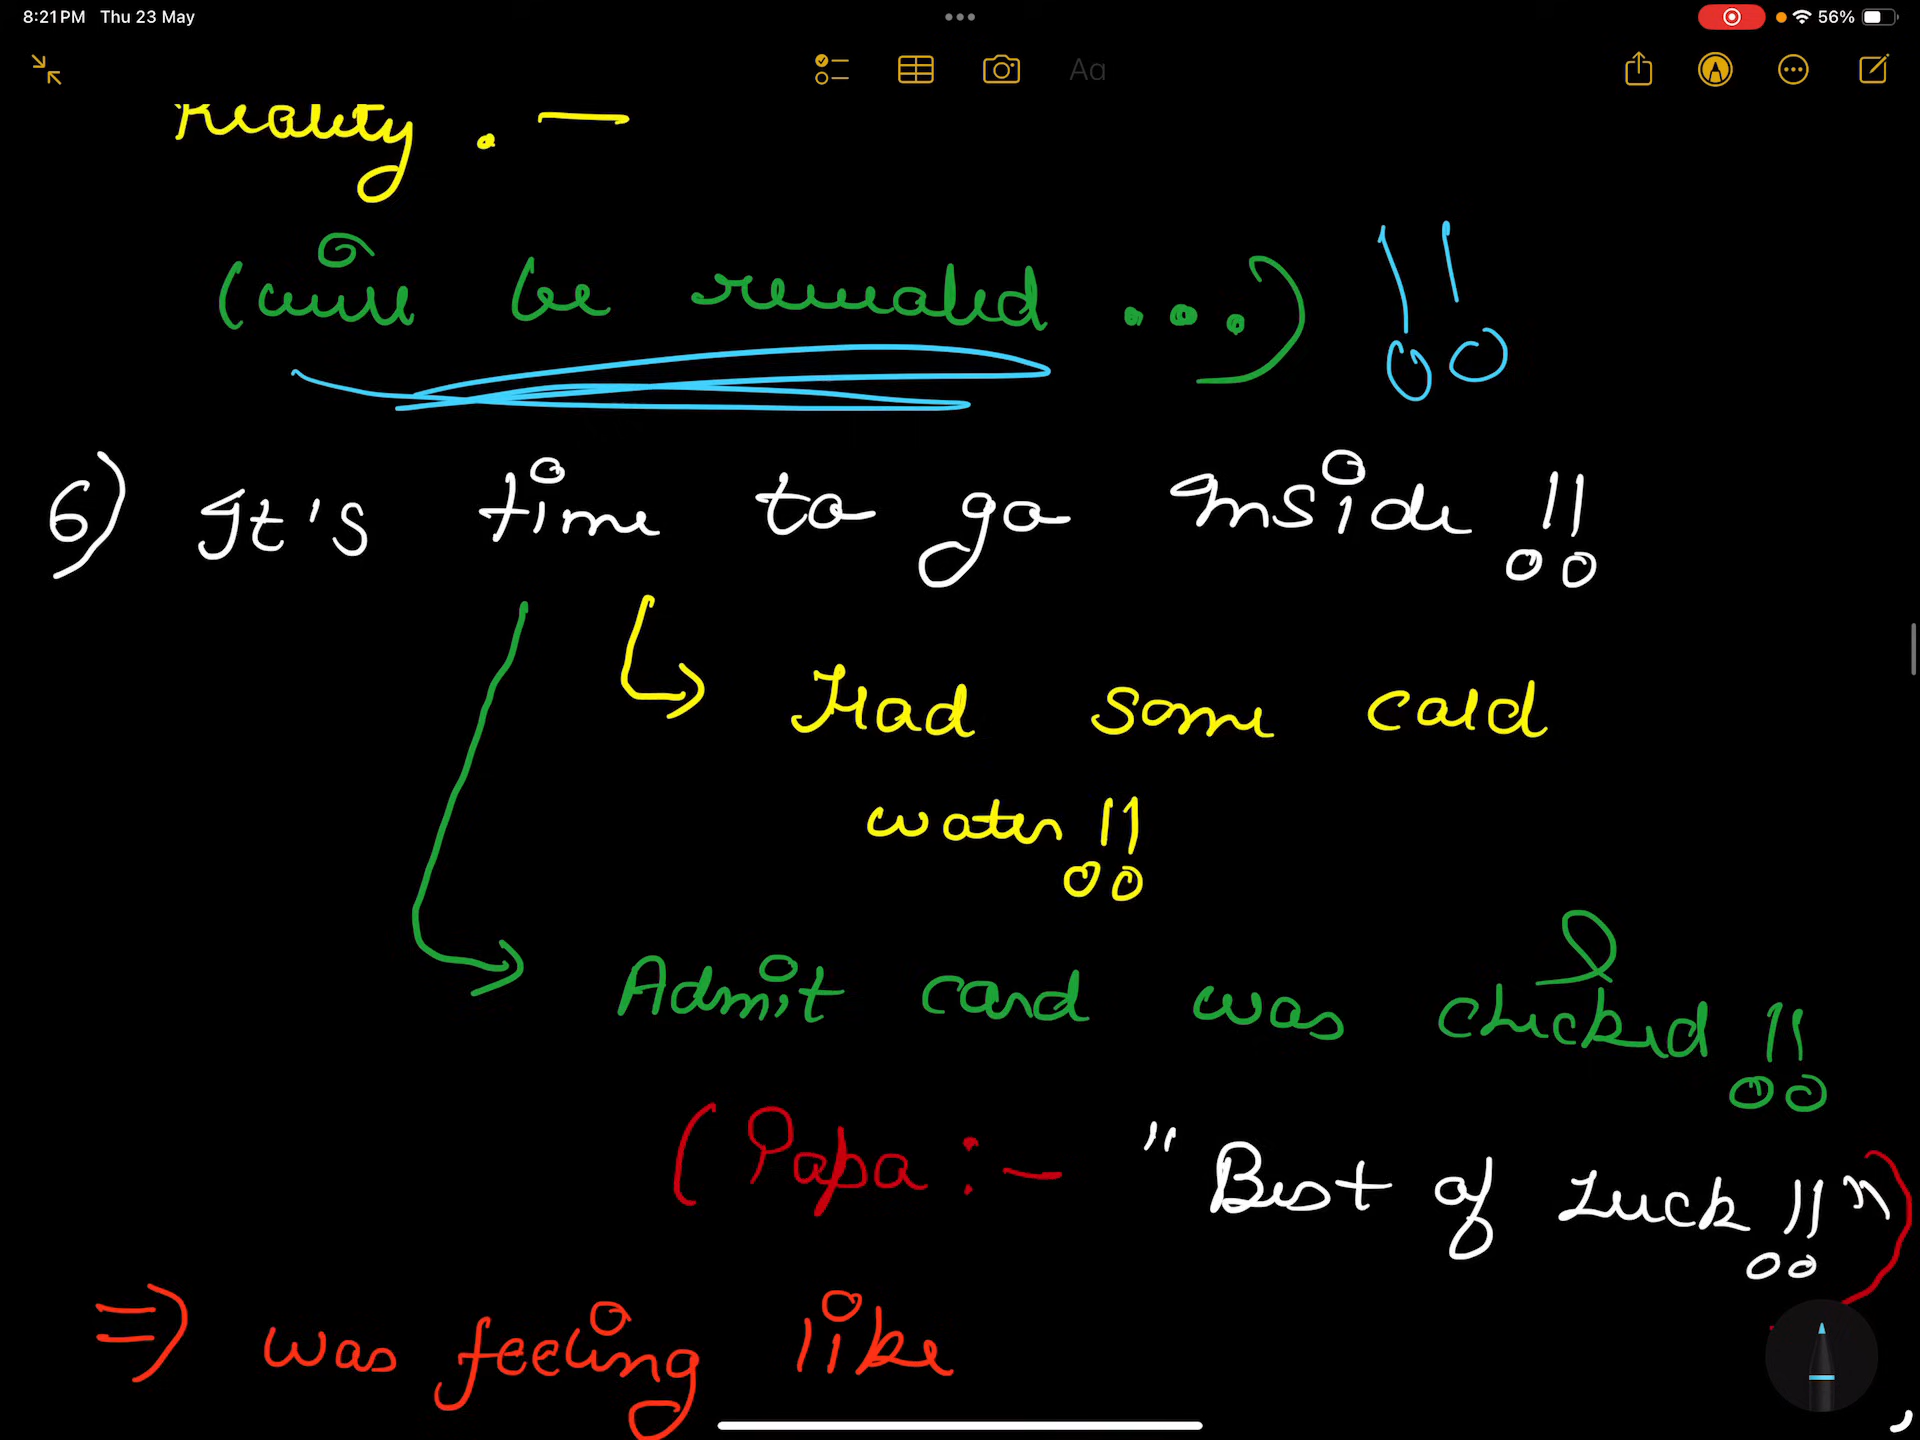 8:21 PM Thu 23 May
56%
Aa
Reality . —
(will be revealed ...) !!
6) It's time to go inside !!
↳ Had some cold
water !!
→ Admit card was checked !!
(Papa :- "Best of Luck !!")
⇒ was feeling like